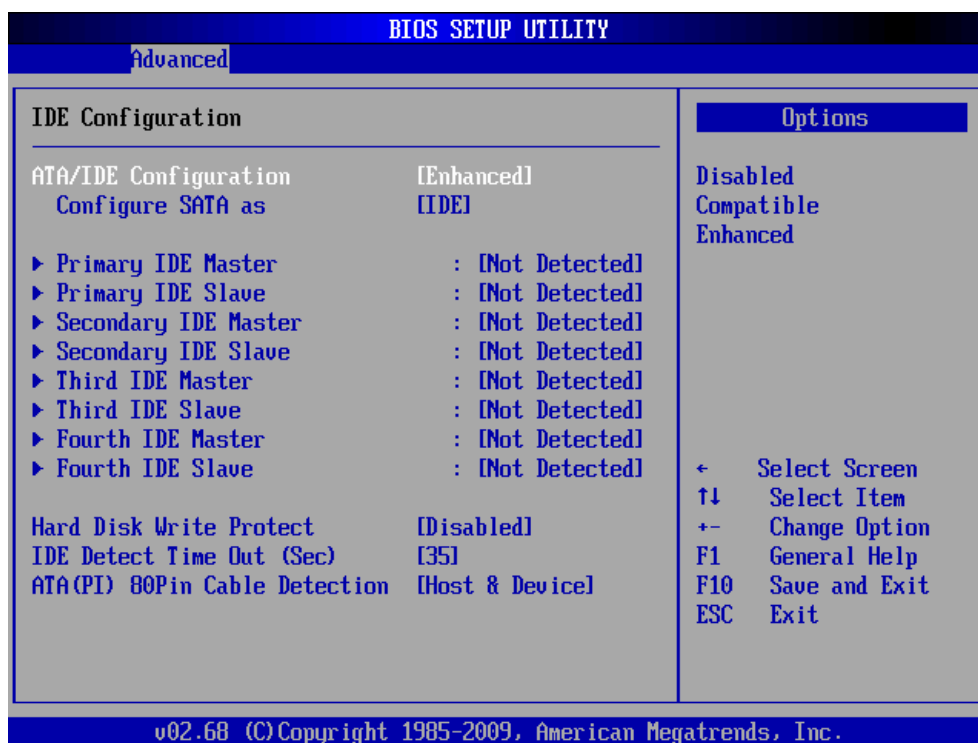 BIOS SETUP UTILITY
Advanced
IDE Configuration
ATA/IDE Configuration [Enhanced]
Configure SATA as [IDE]
Primary IDE Master : [Not Detected]
Primary IDE Slave : [Not Detected]
Secondary IDE Master : [Not Detected]
Secondary IDE Slave : [Not Detected]
Third IDE Master : [Not Detected]
Third IDE Slave : [Not Detected]
Fourth IDE Master : [Not Detected]
Fourth IDE Slave : [Not Detected]
Hard Disk Write Protect [Disabled]
IDE Detect Time Out (Sec) [35]
ATA(PI) 80Pin Cable Detection [Host & Device]
Options
Disabled
Compatible
Enhanced
← Select Screen
↑↓ Select Item
+- Change Option
F1 General Help
F10 Save and Exit
ESC Exit
v02.68 (C)Copyright 1985-2009, American Megatrends, Inc.